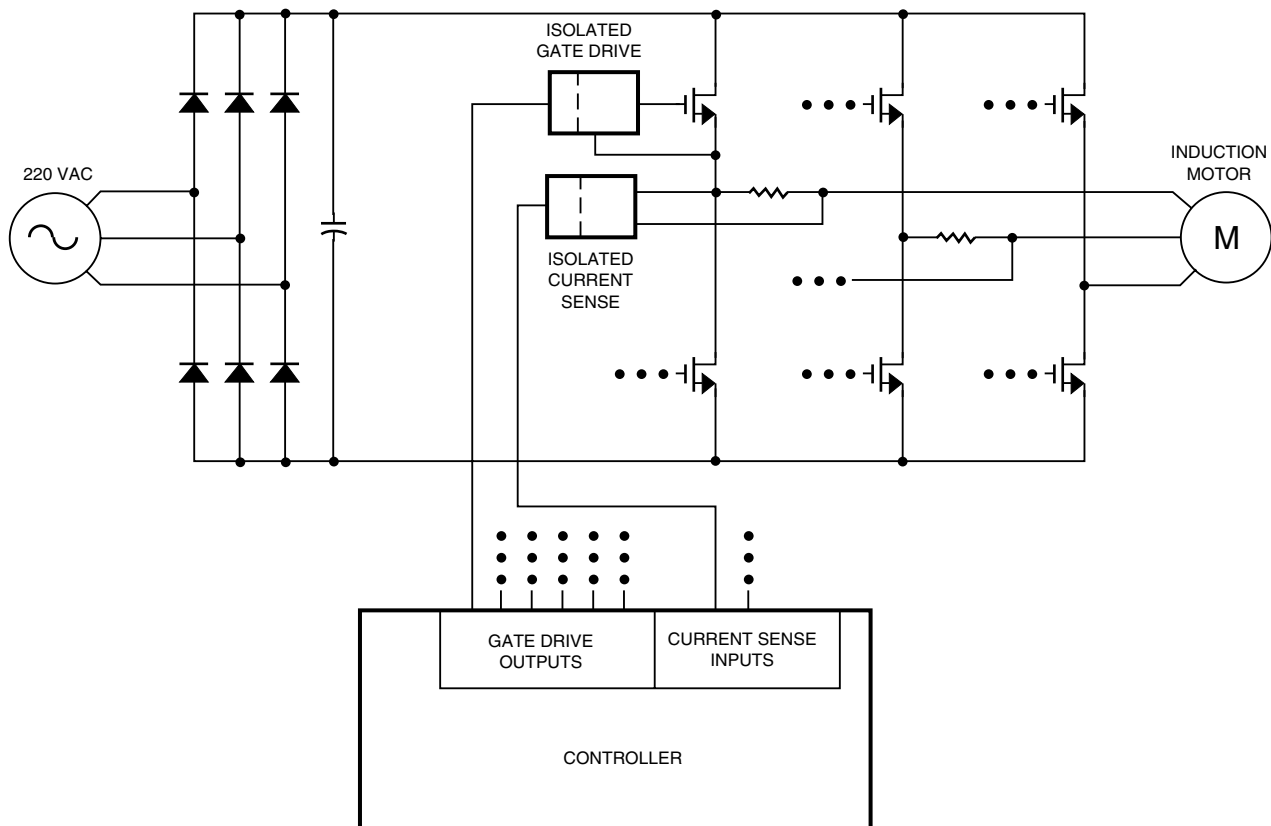 ISOLATED
GATE DRIVE
220 VAC
INDUCTION
MOTOR
M
ISOLATED
CURRENT
SENSE
GATE DRIVE
OUTPUTS
CURRENT SENSE
INPUTS
CONTROLLER